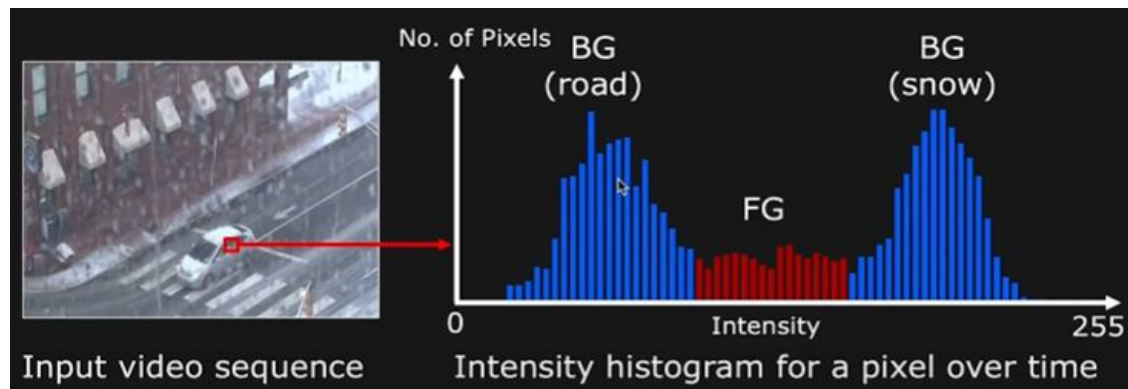 No. of Pixels
BG
(road)
BG
(snow)
FG
0
Intensity
255
Input video sequence
Intensity histogram for a pixel over time